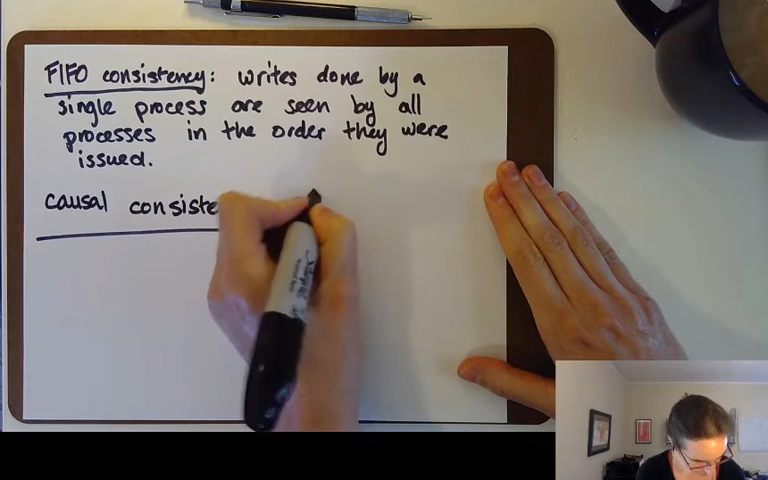 FIFO consistency: writes done by a
single process are seen by all
processes in the order they were
issued.
causal consiste